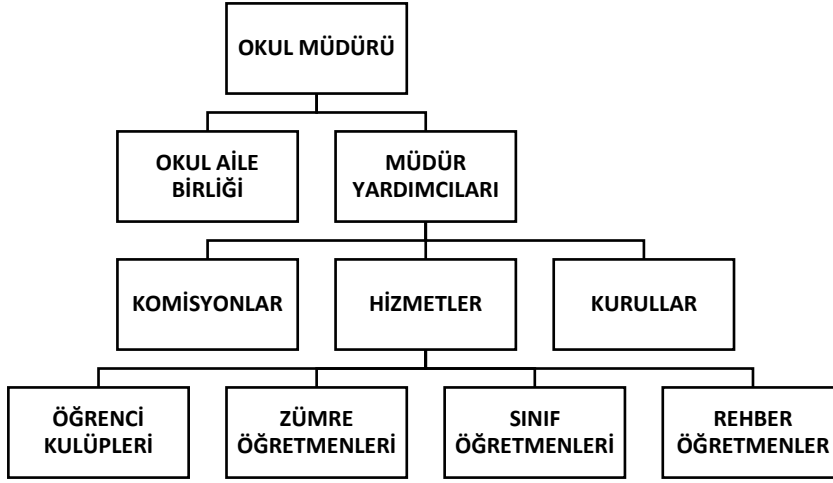 OKUL MÜDÜRÜ
OKUL AİLE
BİRLİĞİ
MÜDÜR
YARDIMCILARI
KOMİSYONLAR
HİZMETLER
KURULLAR
ÖĞRENCİ
KULÜPLERİ
ZÜMRE
ÖĞRETMENLERİ
SINIF
ÖĞRETMENLERİ
REHBER
ÖĞRETMENLER